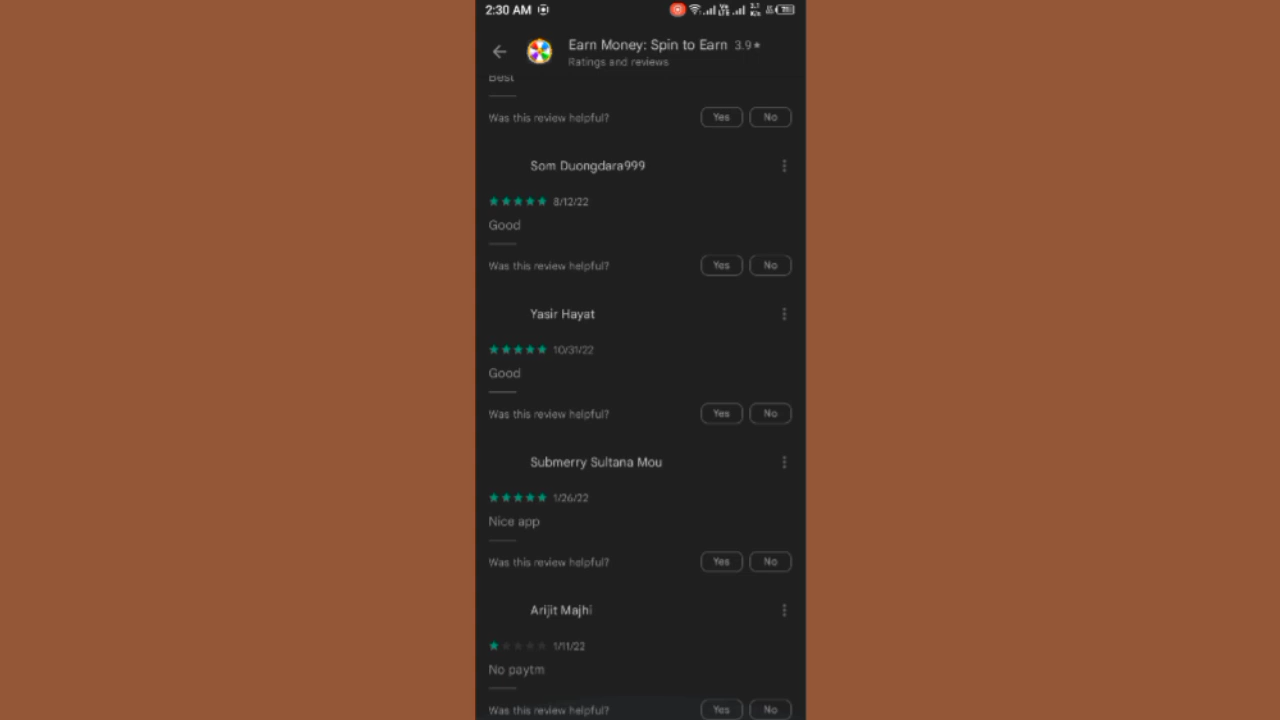 2:30 AM
Earn Money: Spin to Earn 3.9
Ratings and reviews
Best
Was this review helpful? Yes No
Som Duongdara999
8/12/22
Good
Was this review helpful? Yes No
Yasir Hayat
10/31/22
Good
Was this review helpful? Yes No
Submerry Sultana Mou
1/26/22
Nice app
Was this review helpful? Yes No
Arijit Majhi
1/11/22
No paytm
Was this review helpful? Yes No